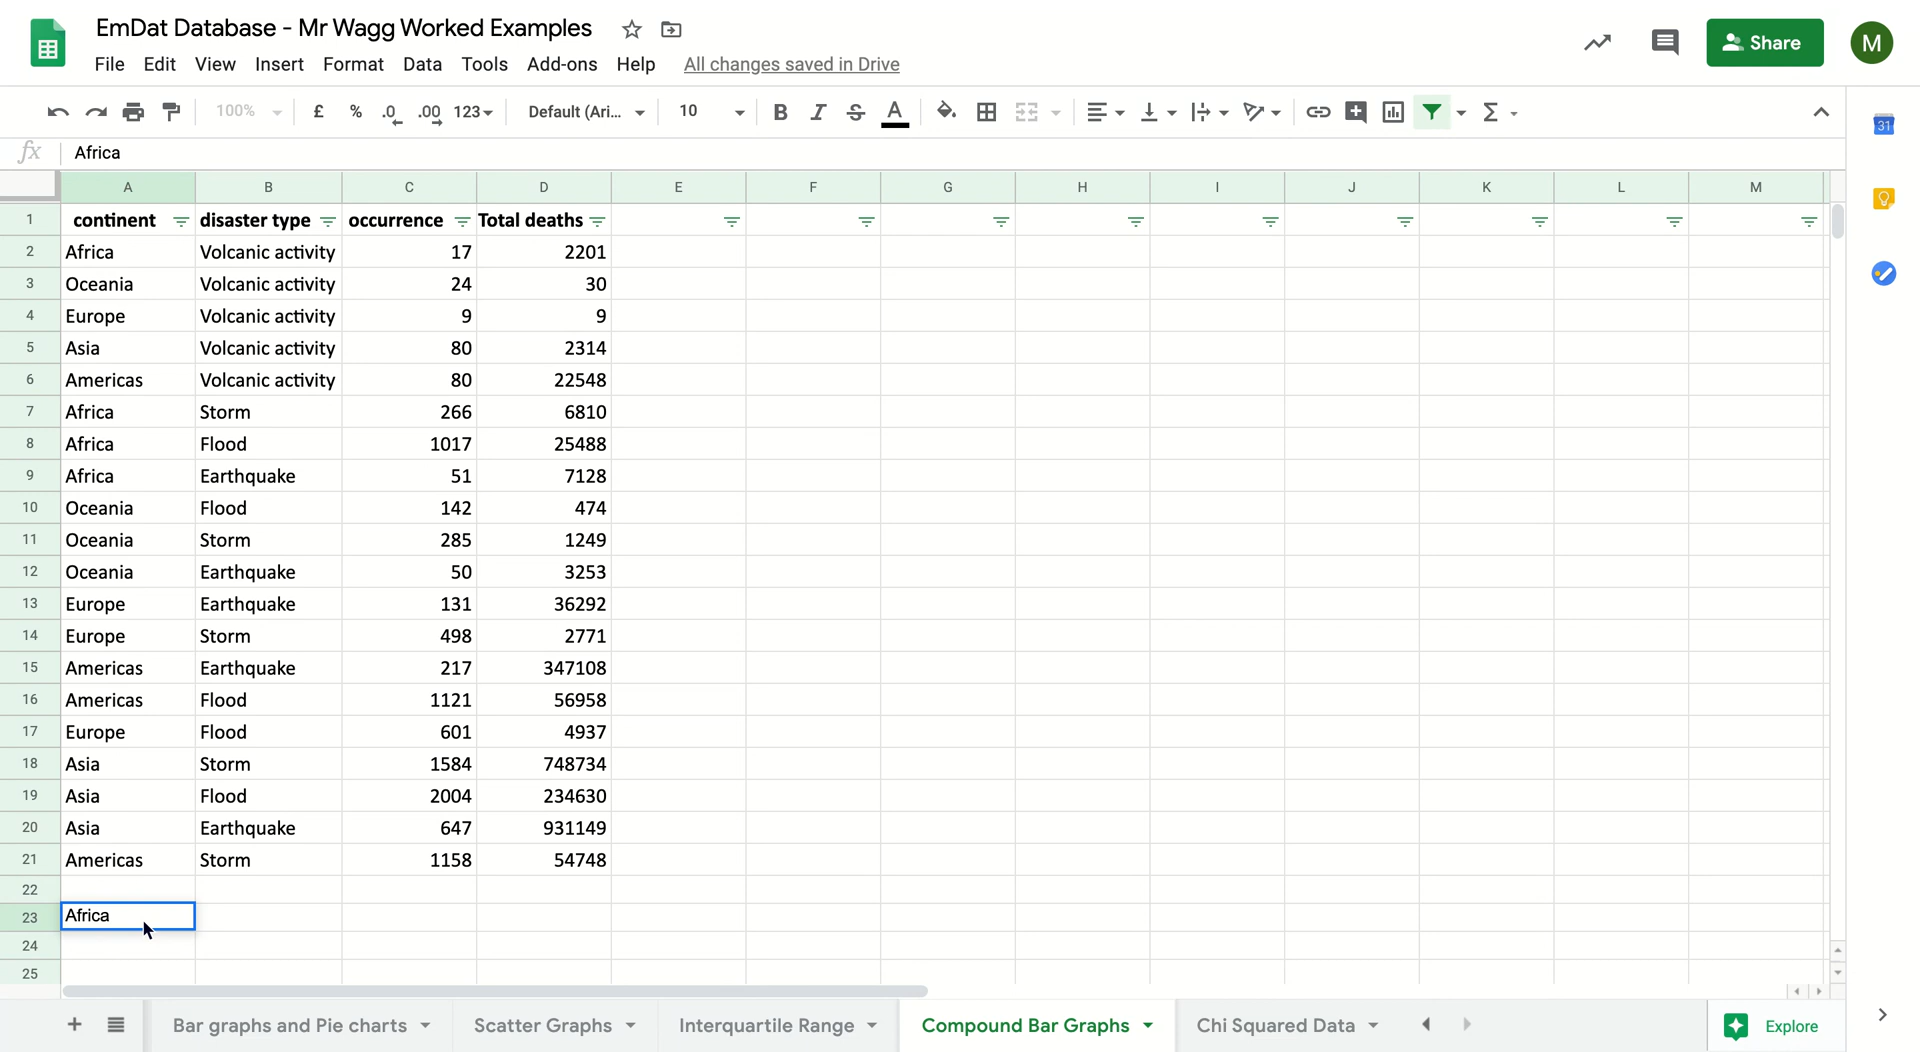 EmDat Database - Mr Wagg Worked Examples
File Edit View Insert Format Data Tools Add-ons Help All changes saved in Drive
Share
M
100% £ % .0 .00 123 Default (Ari... 10 B I S A Σ
31
fx Africa
A B C D E F G H I J K L M
1 continent disaster type occurrence Total deaths
2 Africa Volcanic activity 17 2201
3 Oceania Volcanic activity 24 30
4 Europe Volcanic activity 9 9
5 Asia Volcanic activity 80 2314
6 Americas Volcanic activity 80 22548
7 Africa Storm 266 6810
8 Africa Flood 1017 25488
9 Africa Earthquake 51 7128
10 Oceania Flood 142 474
11 Oceania Storm 285 1249
12 Oceania Earthquake 50 3253
13 Europe Earthquake 131 36292
14 Europe Storm 498 2771
15 Americas Earthquake 217 347108
16 Americas Flood 1121 56958
17 Europe Flood 601 4937
18 Asia Storm 1584 748734
19 Asia Flood 2004 234630
20 Asia Earthquake 647 931149
21 Americas Storm 1158 54748
22
23 Africa
24
25
Bar graphs and Pie charts Scatter Graphs Interquartile Range Compound Bar Graphs Chi Squared Data Explore